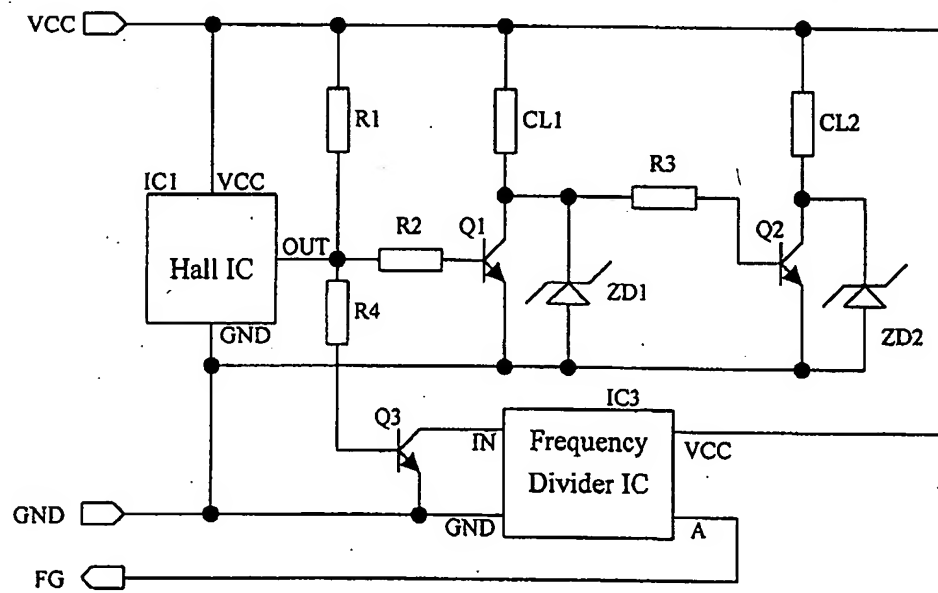 VCC
R1
CL1
CL2
IC1 VCC
R3
OUT
R2
Q1
Q2
Hall IC
R4
ZD1
GND
ZD2
IC3
Q3
IN
Frequency
Divider IC
VCC
GND
GND
A
FG